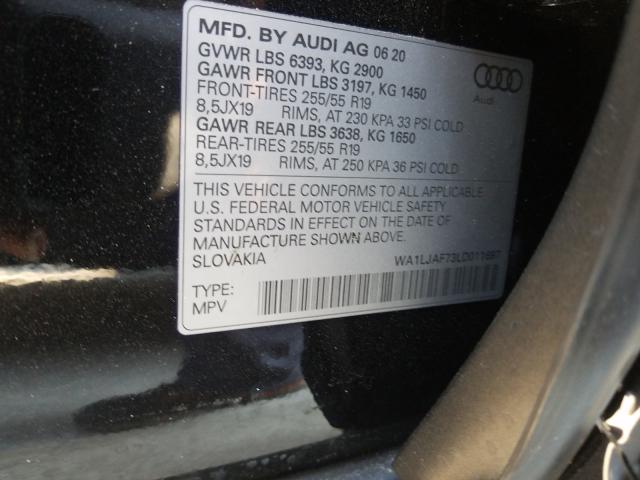 MFD. BY AUDI AG 06 20
GVWR LBS 6393, KG 2900
GAWR FRONT LBS 3197, KG 1450
FRONT-TIRES 255/55 R19
8,5JX19 RIMS, AT 230 KPA 33 PSI COLD
GAWR REAR LBS 3638, KG 1650
REAR-TIRES 255/55 R19
8,5JX19 RIMS, AT 250 KPA 36 PSI COLD
Audi
THIS VEHICLE CONFORMS TO ALL APPLICABLE
U.S. FEDERAL MOTOR VEHICLE SAFETY
STANDARDS IN EFFECT ON THE DATE OF
MANUFACTURE SHOWN ABOVE.
SLOVAKIA WA1LJAF73LD011697
TYPE:
MPV